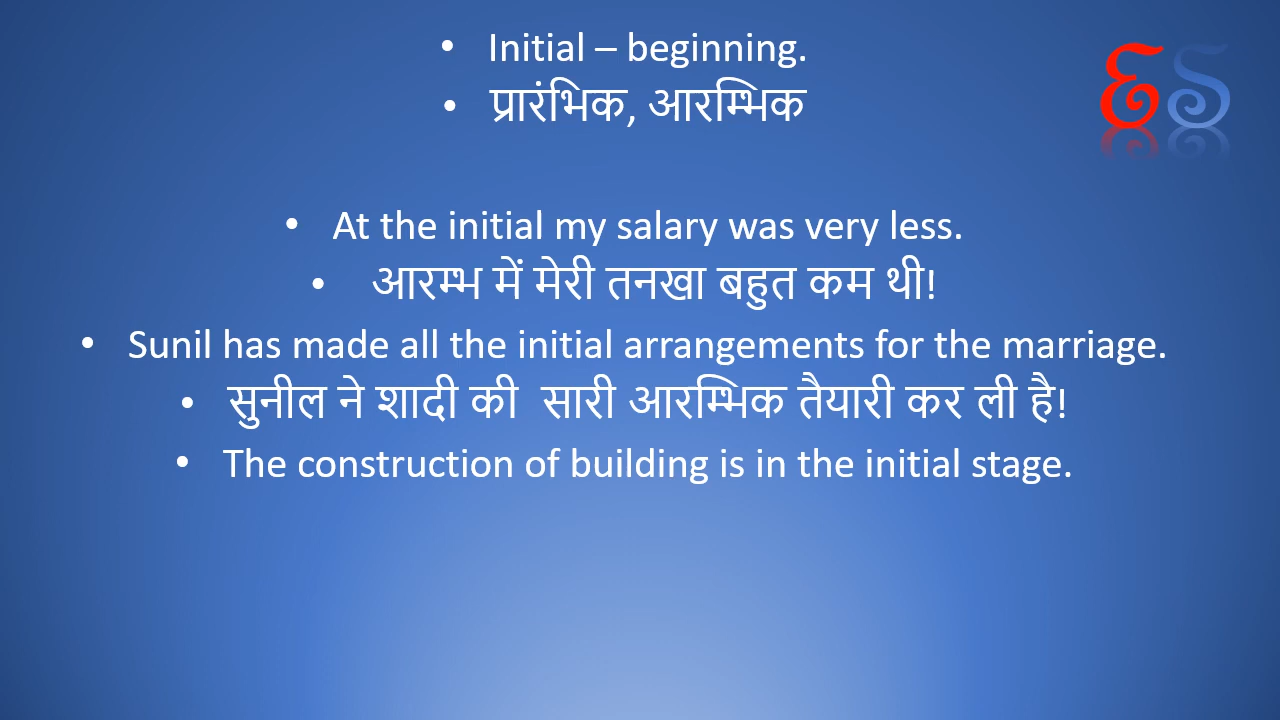 • Initial – beginning.
• प्रारंभिक, आरम्भिक
ES
• At the initial my salary was very less.
• आरम्भ में मेरी तनखा बहुत कम थी!
• Sunil has made all the initial arrangements for the marriage.
• सुनील ने शादी की सारी आरम्भिक तैयारी कर ली है!
• The construction of building is in the initial stage.